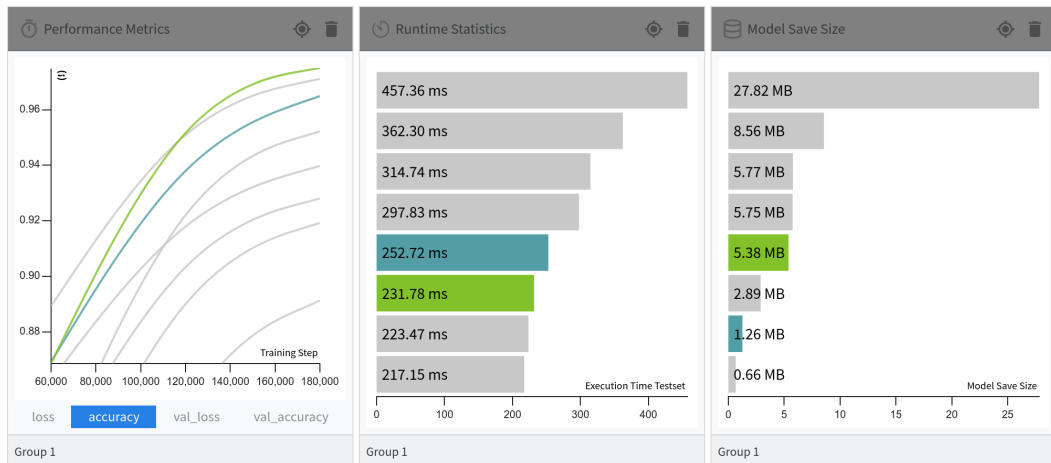 Performance Metrics
0.96
0.94
0.92
0.90
0.88
Training Step
60,000 80,000 100,000 120,000 140,000 160,000 180,000
loss accuracy val_loss val_accuracy
Group 1
Runtime Statistics
457.36 ms
362.30 ms
314.74 ms
297.83 ms
252.72 ms
231.78 ms
223.47 ms
217.15 ms
Execution Time Testset
0 100 200 300 400
Group 1
Model Save Size
27.82 MB
8.56 MB
5.77 MB
5.75 MB
5.38 MB
2.89 MB
1.26 MB
0.66 MB
Model Save Size
0 5 10 15 20 25
Group 1